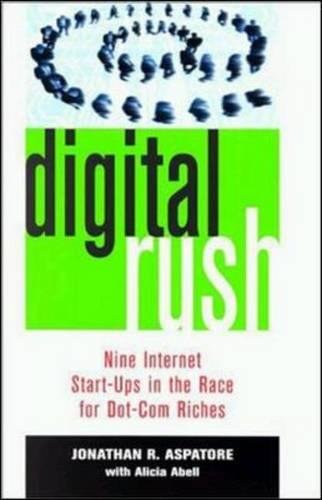 digital
rush
Nine Internet
Start-Ups in the Race
for Dot-Com Riches
JONATHAN R. ASPATORE
with Alicia Abell